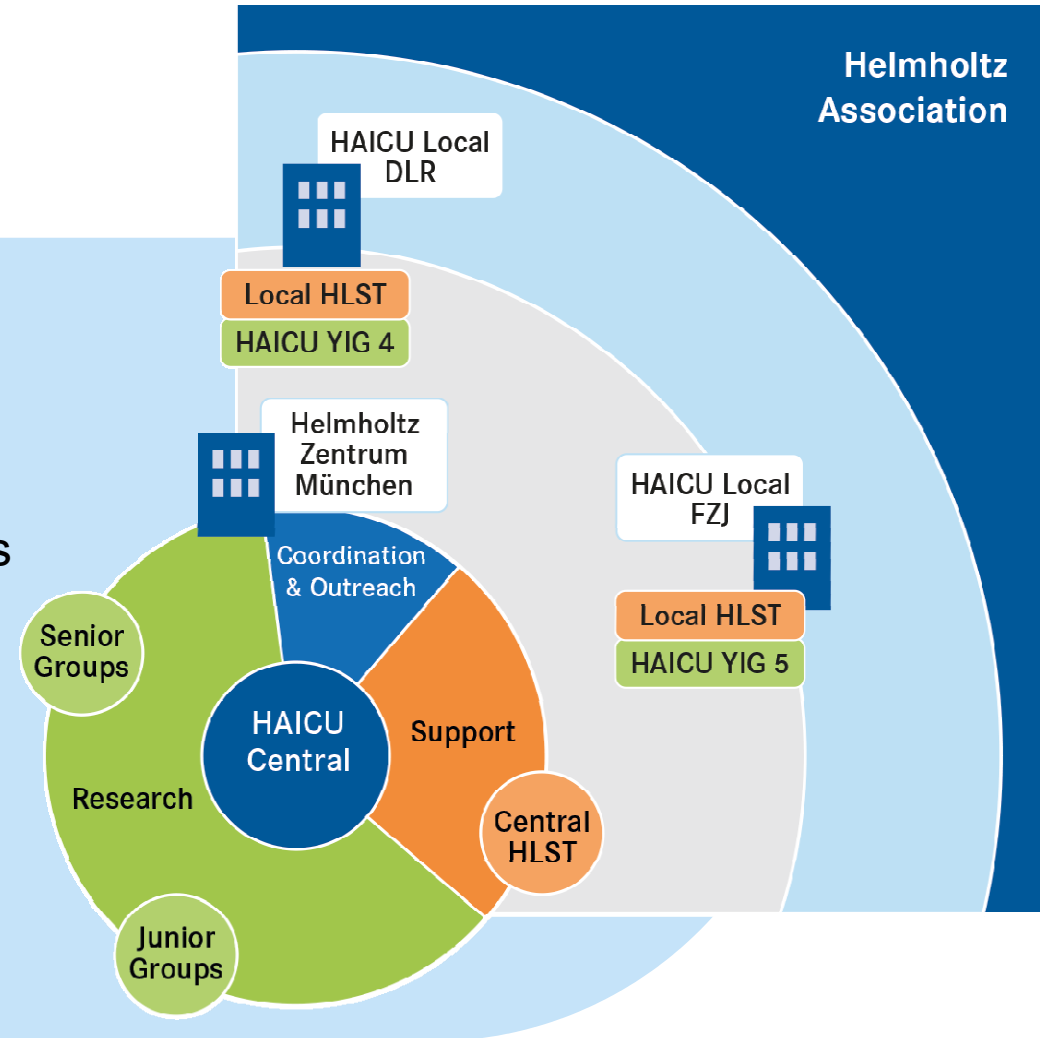 Helmholtz
Association
HAICU Local
DLR
Local HLST
HAICU YIG 4
Helmholtz
Zentrum
München
HAICU Local
FZJ
Local HLST
HAICU YIG 5
s
Coordination
& Outreach
Senior
Groups
HAICU
Central
Support
Research
Central
HLST
Junior
Groups